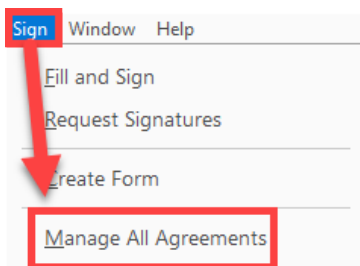 Sign Window Help
Fill and Sign
Request Signatures
Create Form
Manage All Agreements